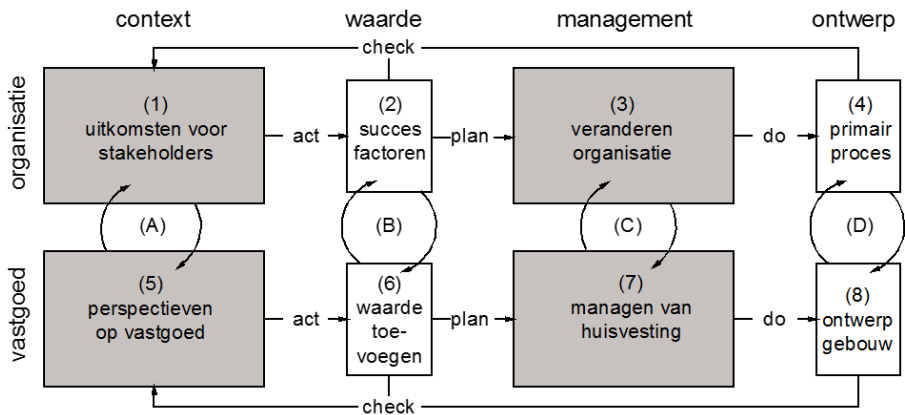 context
waarde
management
ontwerp
check
organisatie
(1)
uitkomsten voor
stakeholders
act
(2)
succes
factoren
plan
(3)
veranderen
organisatie
do
(4)
primair
proces
(A)
(B)
(C)
(D)
vastgoed
(5)
perspectieven
op vastgoed
act
(6)
waarde
toe-
voegen
plan
(7)
managen van
huisvesting
do
(8)
ontwerp
gebouw
check